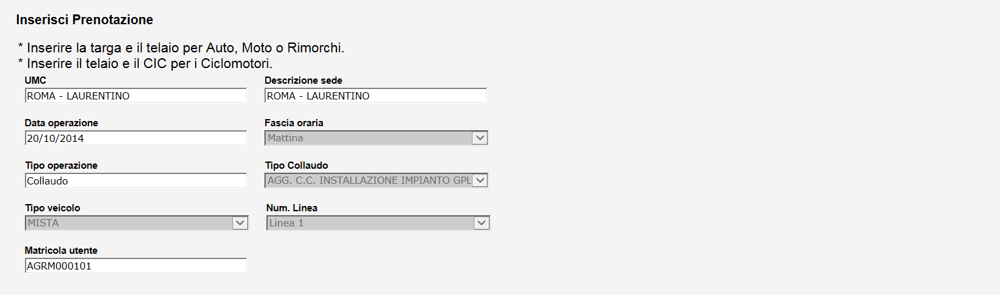 Inserisci Prenotazione
* Inserire la targa e il telaio per Auto, Moto o Rimorchi.
* Inserire il telaio e il CIC per i Ciclomotori.
UMC Descrizione sede
ROMA - LAURENTINO ROMA - LAURENTINO
Data operazione Fascia oraria
20/10/2014 Mattina
Tipo operazione Tipo Collaudo
Collaudo AGG. C.C. INSTALLAZIONE IMPIANTO GPL
Tipo veicolo Num. Linea
MISTA Linea 1
Matricola utente
AGRM000101